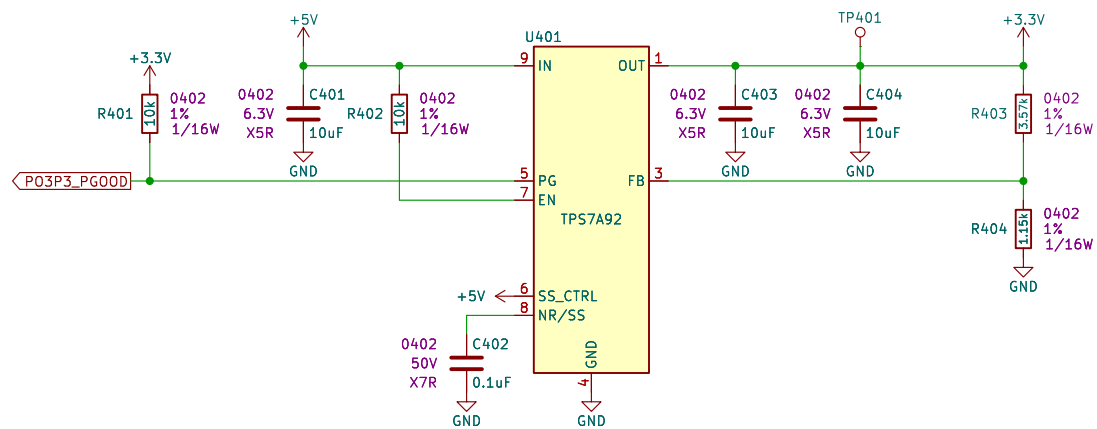 +5V
TP401
+3.3V
U401
+3.3V
9
IN
OUT
1
R401
10k
0402
1%
1/16W
0402
6.3V
X5R
C401
10uF
GND
R402
10k
0402
1%
1/16W
0402
6.3V
X5R
C403
10uF
GND
0402
6.3V
X5R
C404
10uF
GND
R403
3.57k
0402
1%
1/16W
PO3P3_PGOOD
5
PG
7
EN
FB
3
TPS7A92
R404
1.15k
0402
1%
1/16W
GND
+5V
6
SS_CTRL
8
NR/SS
0402
50V
X7R
C402
0.1uF
GND
GND
4
GND